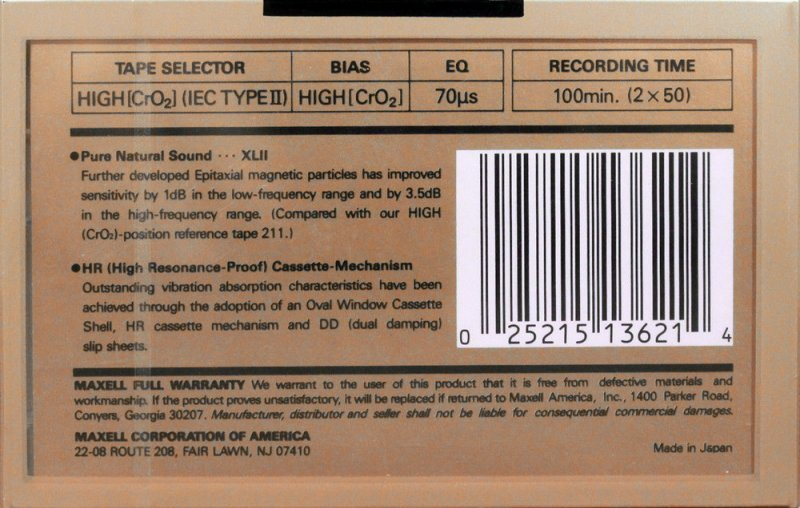 TAPE SELECTOR BIAS EQ RECORDING TIME
HIGH[CrO₂] (IEC TYPEⅡ) HIGH[CrO₂] 70µs 100min. (2×50)
●Pure Natural Sound ··· XLII
Further developed Epitaxial magnetic particles has improved
sensitivity by 1dB in the low-frequency range and by 3.5dB
in the high-frequency range. (Compared with our HIGH
(CrO₂)-position reference tape 211.)
●HR (High Resonance-Proof) Cassette-Mechanism
Outstanding vibration absorption characteristics have been
achieved through the adoption of an Oval Window Cassette
Shell, HR cassette mechanism and DD (dual damping)
slip sheets.
0 25215 13621 4
MAXELL FULL WARRANTY We warrant to the user of this product that it is free from defective materials and
workmanship. If the product proves unsatisfactory, it will be replaced if returned to Maxell America, Inc., 1400 Parker Road,
Conyers, Georgia 30207. Manufacturer, distributor and seller shall not be liable for consequential commercial damages.
MAXELL CORPORATION OF AMERICA
22-08 ROUTE 208, FAIR LAWN, NJ 07410
Made in Japan